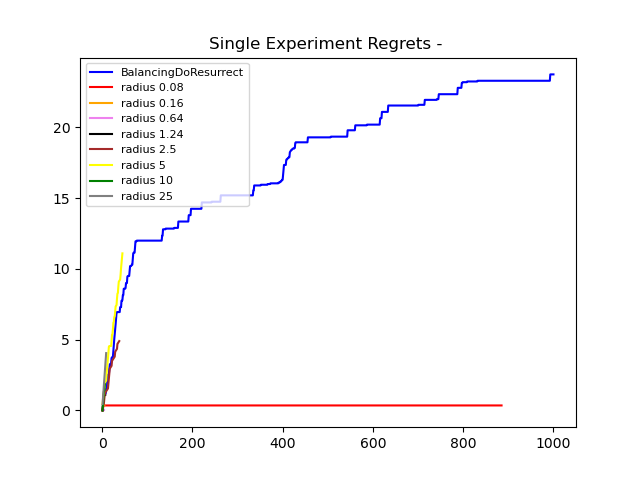 Single Experiment Regrets -
BalancingDoResurrect
radius 0.08
radius 0.16
radius 0.64
radius 1.24
radius 2.5
radius 5
radius 10
radius 25
20
15
10
5
0
0 200 400 600 800 1000